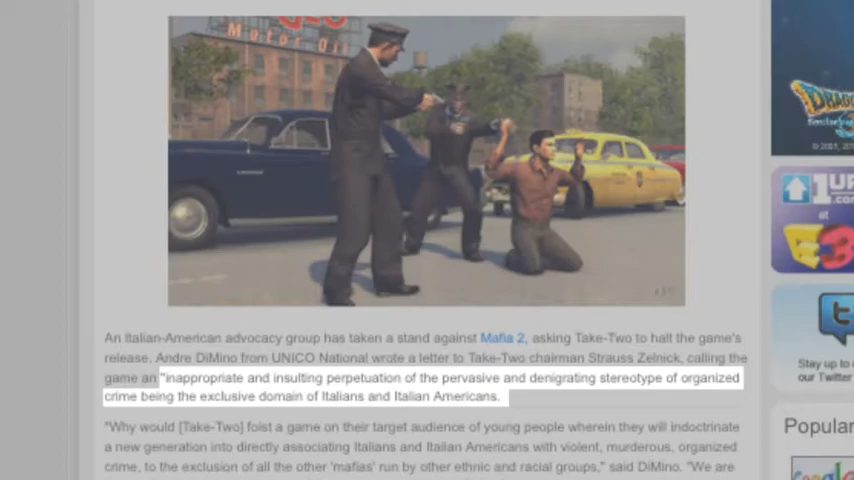 Motor Oil
An Italian-American advocacy group has taken a stand against Mafia 2, asking Take-Two to halt the game's
release. Andre DiMino from UNICO National wrote a letter to Take-Two chairman Strauss Zelnick, calling the
game an "inappropriate and insulting perpetuation of the pervasive and denigrating stereotype of organized
crime being the exclusive domain of Italians and Italian Americans.
"Why would [Take-Two] foist a game on their target audience of young people wherein they will indoctrinate
a new generation into directly associating Italians and Italian Americans with violent, murderous, organized
crime, to the exclusion of all the other 'mafias' run by other ethnic and racial groups," said DiMino. "We are
1UP
.com
at
E3
Stay up to
our Twitter
Popular